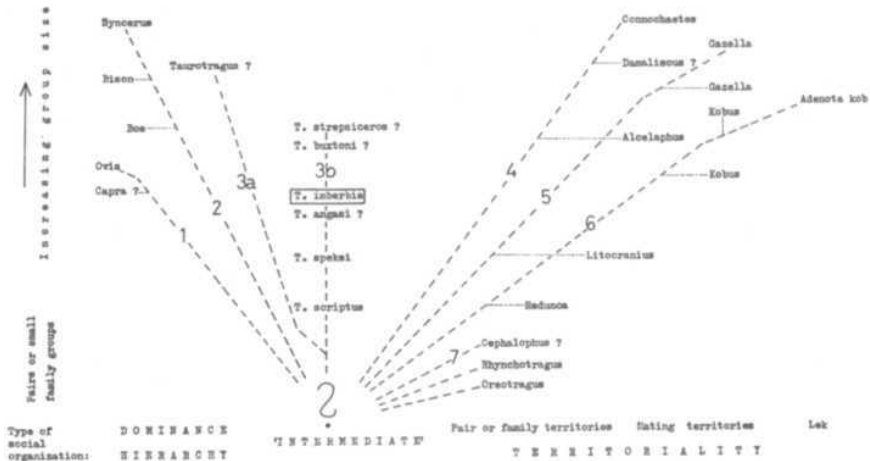 Increasing group size
Pairs or small
family groups
Syncerus
Bison
Bos
Ovis
Capra ?
Taurotragus ?
T. strepsiceros ?
T. buxtoni ?
T. imberbis
T. angasi ?
T. spekei
T. scriptus
1
2
3a
3b
4
5
6
7
Connochaetes
Damaliscus ?
Gazella
Gazella
Adenota kob
Kobus
Alcelaphus
Kobus
Litocranius
Redunca
Cephalophus ?
Rhynchotragus
Oreotragus
?
Type of
social
organization:
DOMINANCE
HIERARCHY
'INTERMEDIATE'
Pair or family territories
Mating territories
Lek
TERRITORIALITY